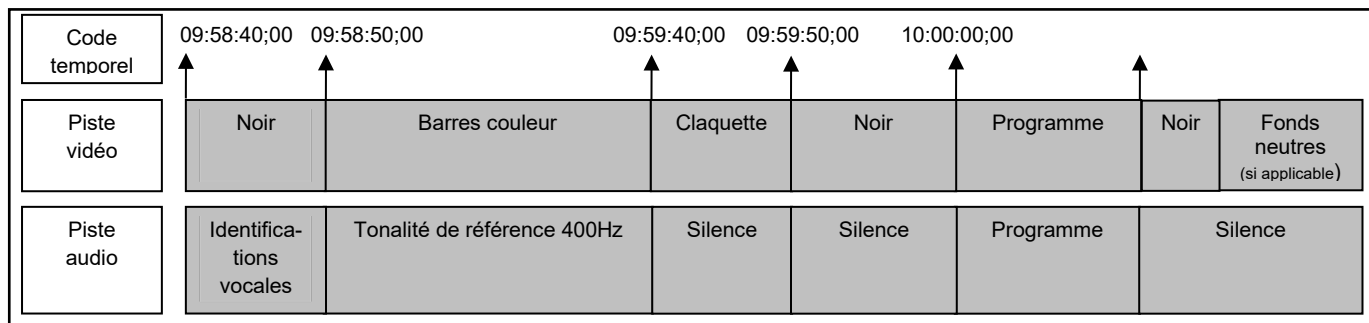 Code
temporel
09:58:40;00 09:58:50;00 09:59:40;00 09:59:50;00 10:00:00;00
Piste
vidéo
Noir
Barres couleur
Claquette
Noir
Programme
Noir
Fonds
neutres
(si applicable)
Piste
audio
Identifica-
tions
vocales
Tonalité de référence 400Hz
Silence
Silence
Programme
Silence